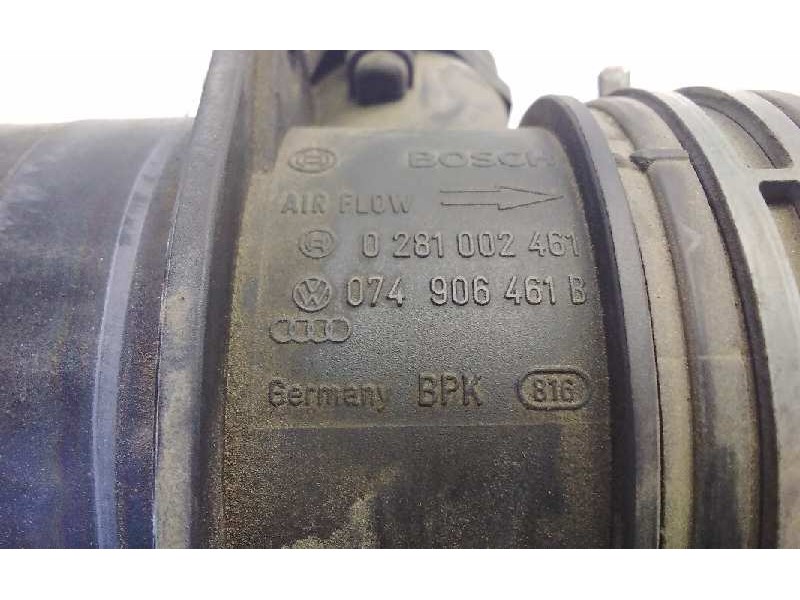 BOSCH
AIR FLOW
0 281 002 461
074 906 461 B
Germany BPK 816